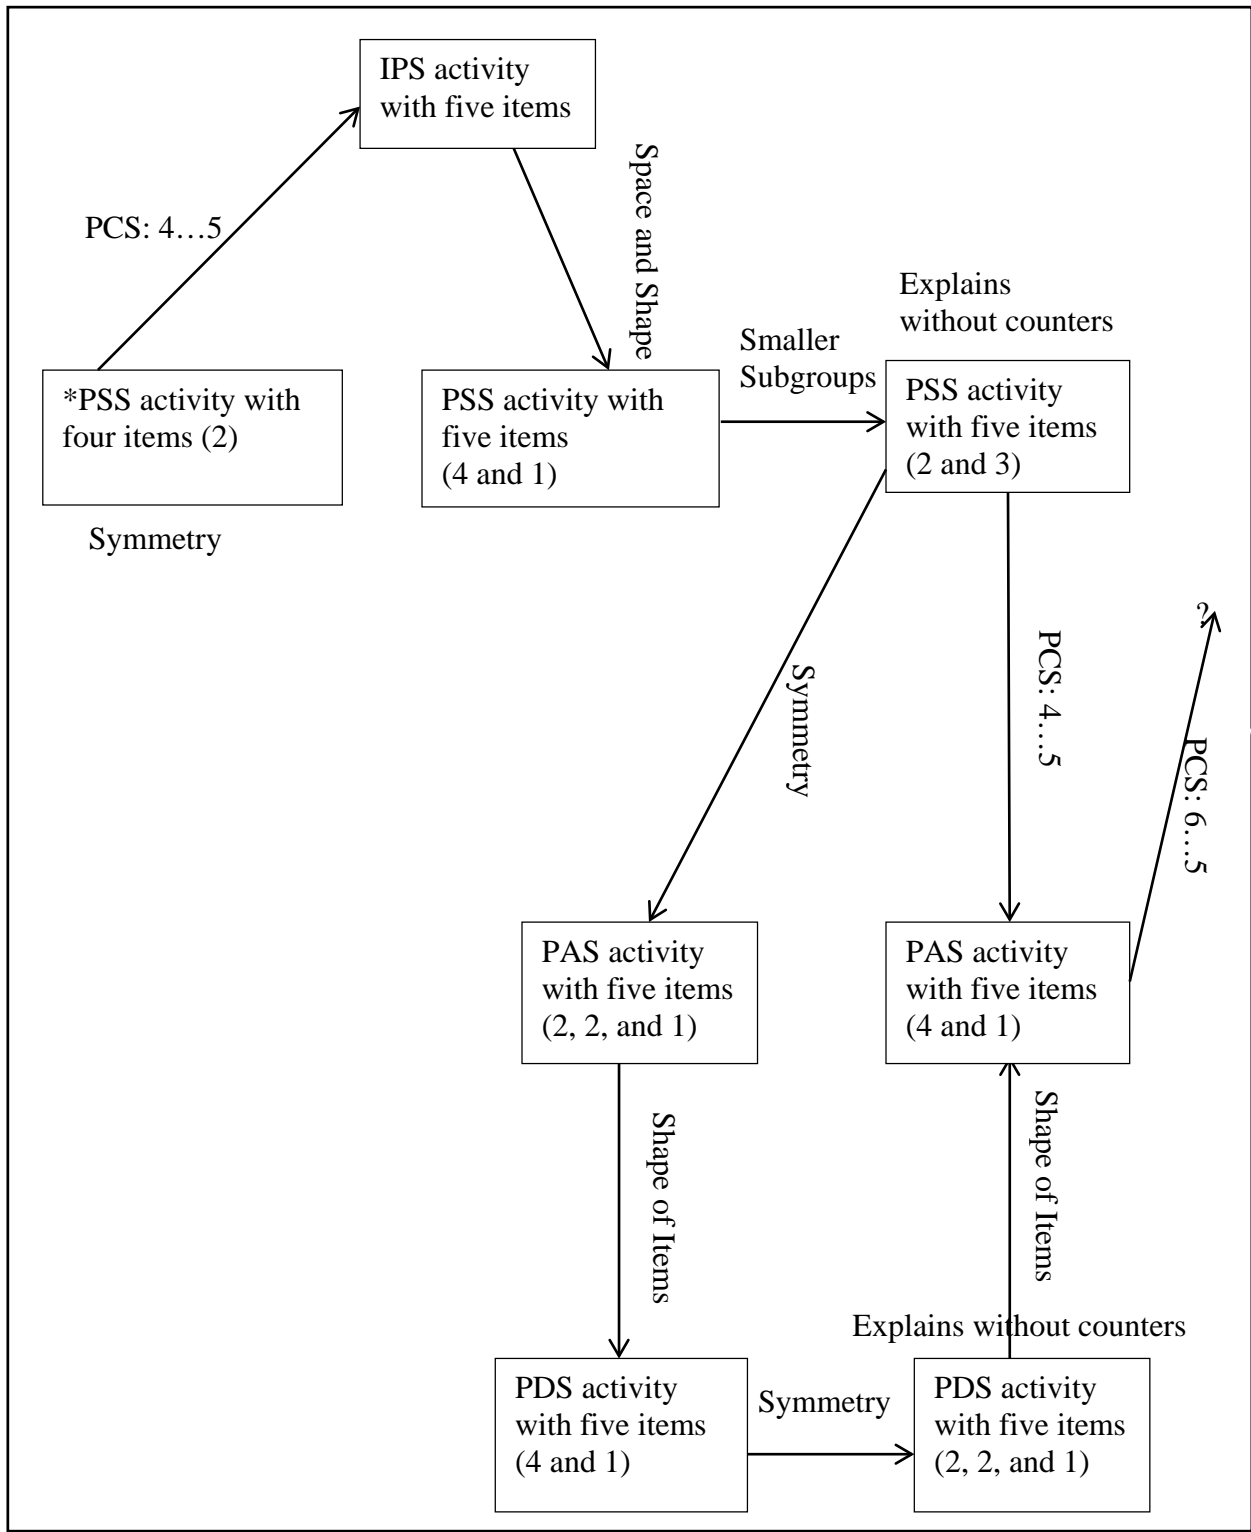 IPS activity
with five items
Space and Shape
PCS: 4…5
Explains
without counters
Smaller
Subgroups
*PSS activity with
four items (2)
PSS activity with
five items
(4 and 1)
PSS activity
with five items
(2 and 3)
Symmetry
?
Symmetry
PCS: 4…5
PCS: 6…5
PAS activity
with five items
(2, 2, and 1)
PAS activity
with five items
(4 and 1)
Shape of Items
Shape of Items
Explains without counters
PDS activity
with five items
(4 and 1)
Symmetry
PDS activity
with five items
(2, 2, and 1)